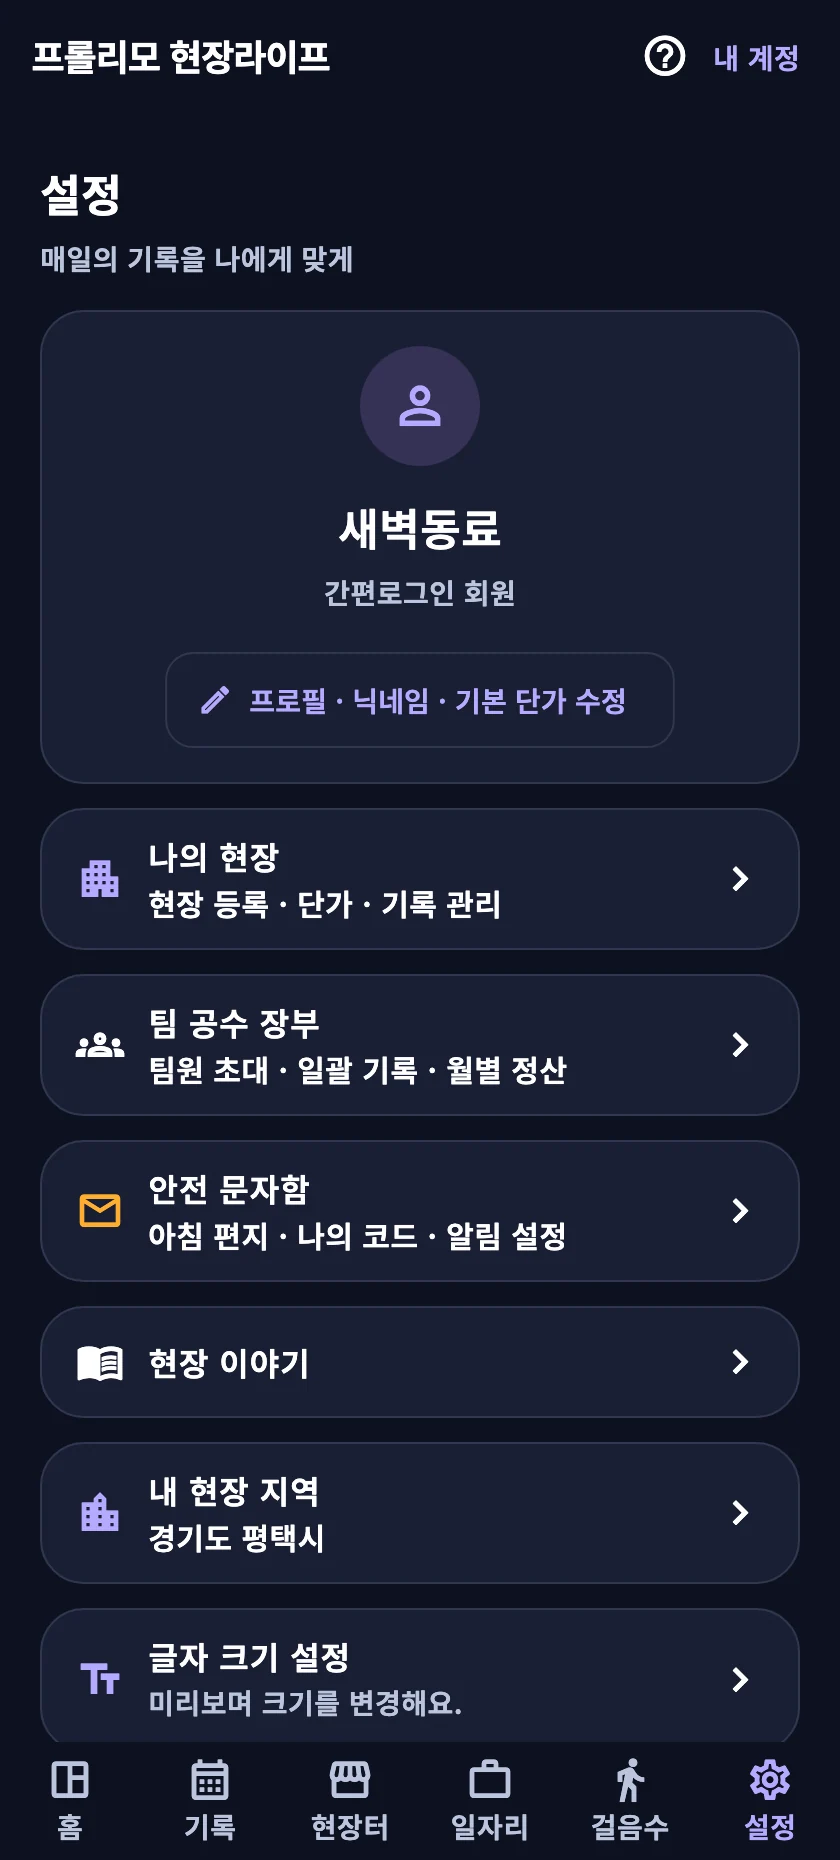 프롤리모 현장라이프
내 계정
설정
매일의 기록을 나에게 맞게
새벽동료
간편로그인 회원
프로필 · 닉네임 · 기본 단가 수정
나의 현장
현장 등록 · 단가 · 기록 관리
팀 공수 장부
팀원 초대 · 일괄 기록 · 월별 정산
안전 문자함
아침 편지 · 나의 코드 · 알림 설정
현장 이야기
내 현장 지역
경기도 평택시
글자 크기 설정
미리보며 크기를 변경해요.
홈
기록
현장터
일자리
걸음수
설정